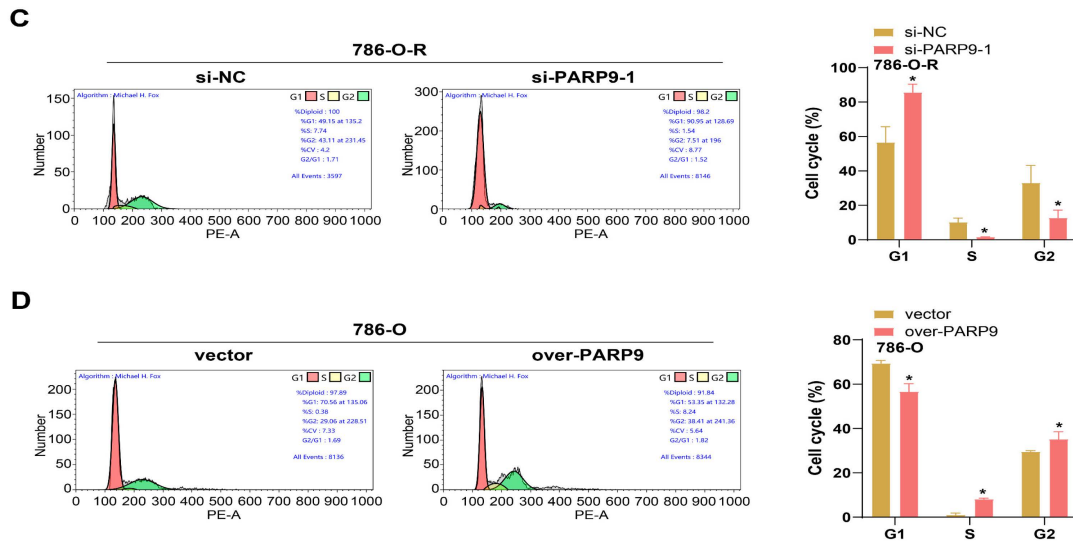 C
786-O-R
si-NC
si-PARP9-1
Algorithm : Michael H. Fox
G1 S G2
%Diploid : 100
%G1: 49.15 at 135.2
%S: 7.74
%G2: 43.11 at 231.45
%CV : 4.2
G2/G1 : 1.71
All Events : 3597
150
100
50
0
Number
0 100 200 300 400 500 600 700 800 1000
PE-A
Algorithm : Michael H. Fox
G1 S G2
%Diploid : 98.2
%G1: 90.95 at 128.69
%S: 1.54
%G2: 7.51 at 196
%CV : 8.77
G2/G1 : 1.52
All Events : 8146
300
200
100
0
Number
0 100 200 300 400 500 600 700 800 1000
PE-A
si-NC
si-PARP9-1
786-O-R
100
80
60
40
20
0
Cell cycle (%)
*
*
*
G1 S G2
D
786-O
vector
over-PARP9
Algorithm : Michael H. Fox
G1 S G2
%Diploid : 97.89
%G1: 70.56 at 135.06
%S: 0.38
%G2: 29.06 at 228.51
%CV : 7.33
G2/G1 : 1.69
All Events : 8136
200
150
100
50
0
Number
0 100 200 300 400 500 600 700 800 1000
PE-A
Algorithm : Michael H. Fox
G1 S G2
%Diploid : 91.84
%G1: 53.35 at 132.28
%S: 8.24
%G2: 38.41 at 241.36
%CV : 5.64
G2/G1 : 1.82
All Events : 8344
200
150
100
50
0
Number
0 100 200 300 400 500 600 700 800 1000
PE-A
vector
over-PARP9
786-O
80
60
40
20
0
Cell cycle (%)
*
*
*
G1 S G2